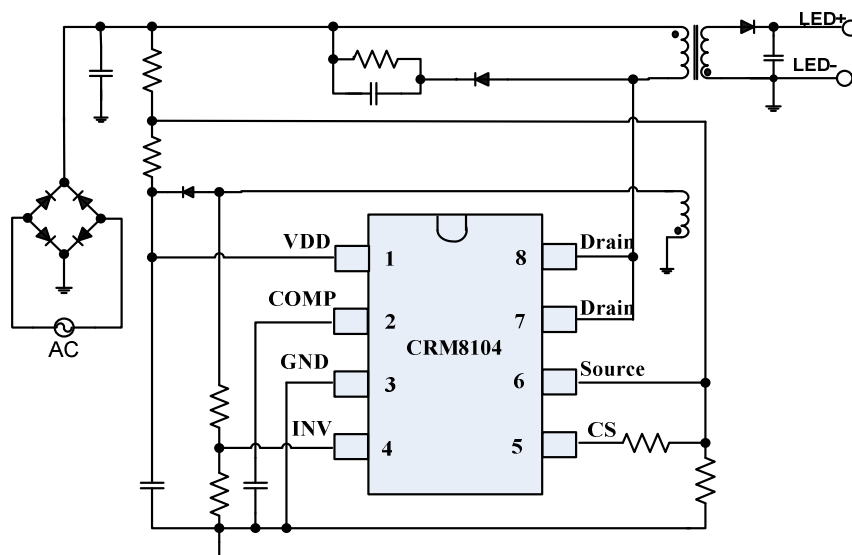 LED+
LED-
VDD
1
8
Drain
COMP
2
7
Drain
CRM8104
GND
3
6
Source
INV
4
5
CS
AC